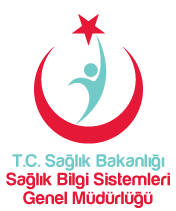 T.C. Sağlık Bakanlığı
Sağlık Bilgi Sistemleri
Genel Müdürlüğü